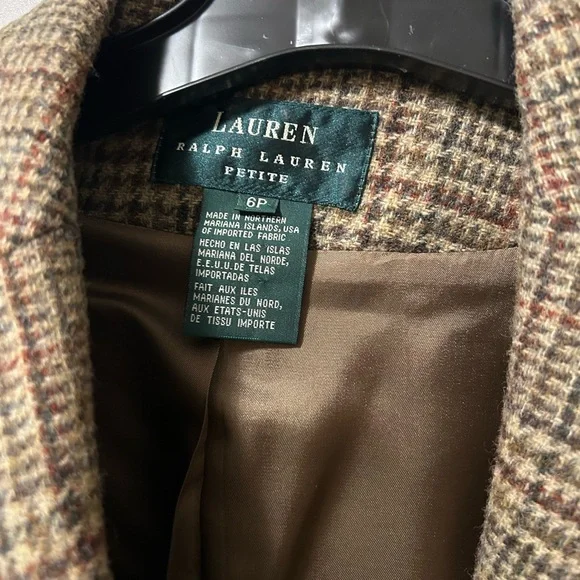 LAUREN
RALPH LAUREN
PETITE
6P
MADE IN NORTHERN
MARIANA ISLANDS, USA
OF IMPORTED FABRIC
HECHO EN LAS ISLAS
MARIANA DEL NORDE,
E.E.U.U. DE TELAS
IMPORTADAS
FAIT AUX ILES
MARIANES DU NORD,
AUX ETATS-UNIS
DE TISSU IMPORTE